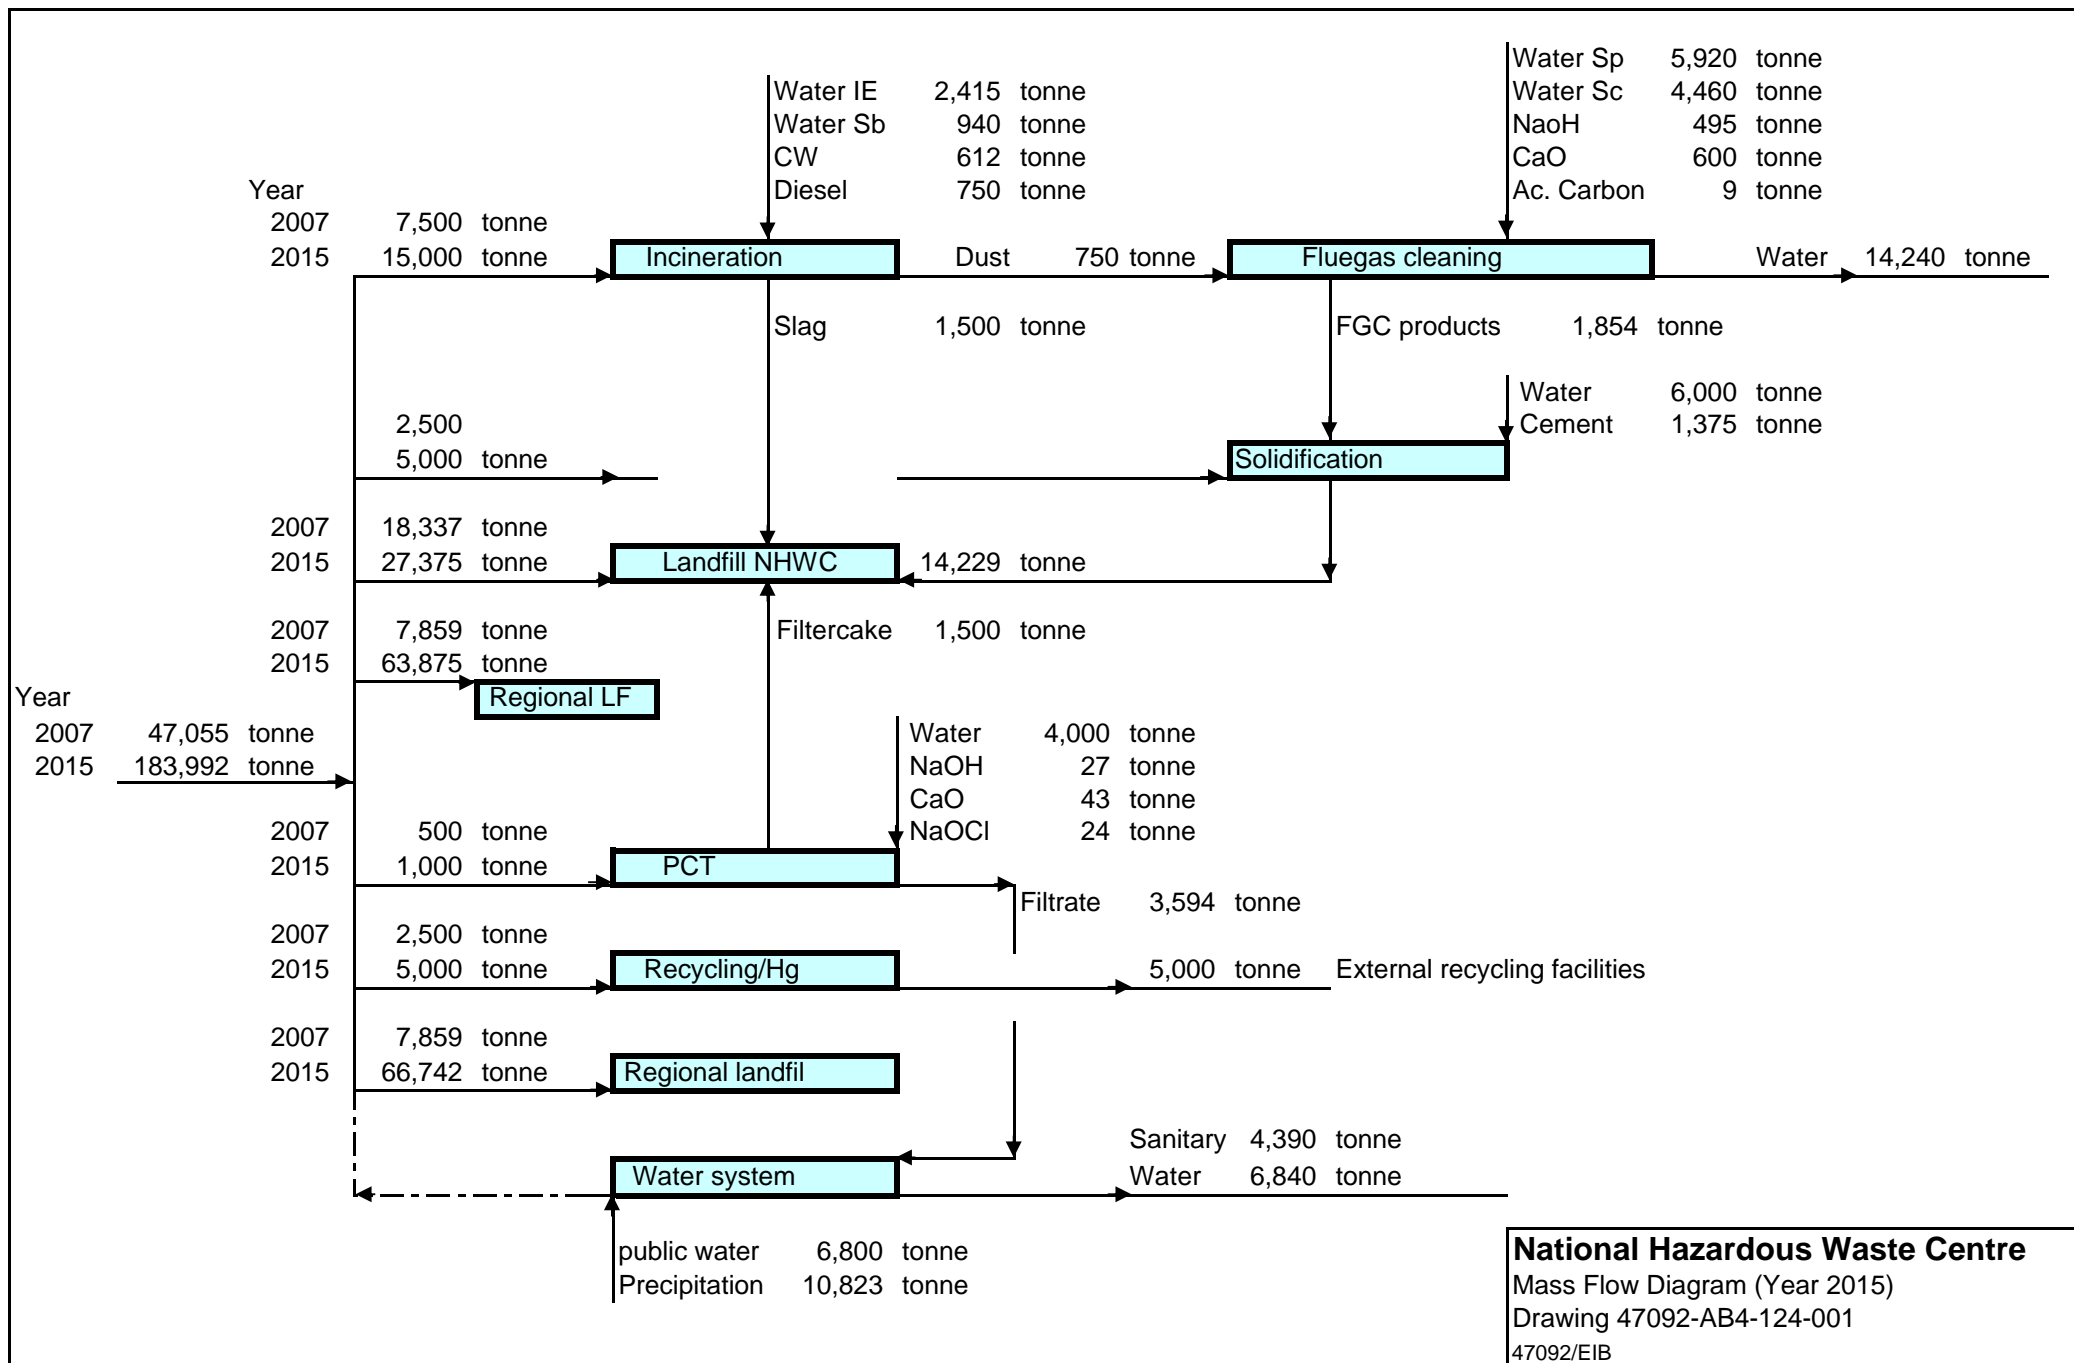 Water Sp 5,920 tonne
Water IE 2,415 tonne Water Sc 4,460 tonne
Water Sb 940 tonne NaoH 495 tonne
CW 612 tonne CaO 600 tonne
Year Diesel 750 tonne Ac. Carbon 9 tonne
2007 7,500 tonne
2015 15,000 tonne Incineration Dust 750 tonne Fluegas cleaning Water 14,240 tonne
Slag 1,500 tonne FGC products 1,854 tonne
Water 6,000 tonne
2,500 Cement 1,375 tonne
5,000 tonne Solidification
2007 18,337 tonne
2015 27,375 tonne Landfill NHWC 14,229 tonne
2007 7,859 tonne Filtercake 1,500 tonne
2015 63,875 tonne
Year Regional LF
2007 47,055 tonne Water 4,000 tonne
2015 183,992 tonne NaOH 27 tonne
CaO 43 tonne
2007 500 tonne NaOCl 24 tonne
2015 1,000 tonne PCT
Filtrate 3,594 tonne
2007 2,500 tonne
2015 5,000 tonne Recycling/Hg 5,000 tonne External recycling facilities
2007 7,859 tonne
2015 66,742 tonne Regional landfil
Sanitary 4,390 tonne
Water system Water 6,840 tonne
public water 6,800 tonne
Precipitation 10,823 tonne
National Hazardous Waste Centre
Mass Flow Diagram (Year 2015)
Drawing 47092-AB4-124-001
47092/EIB